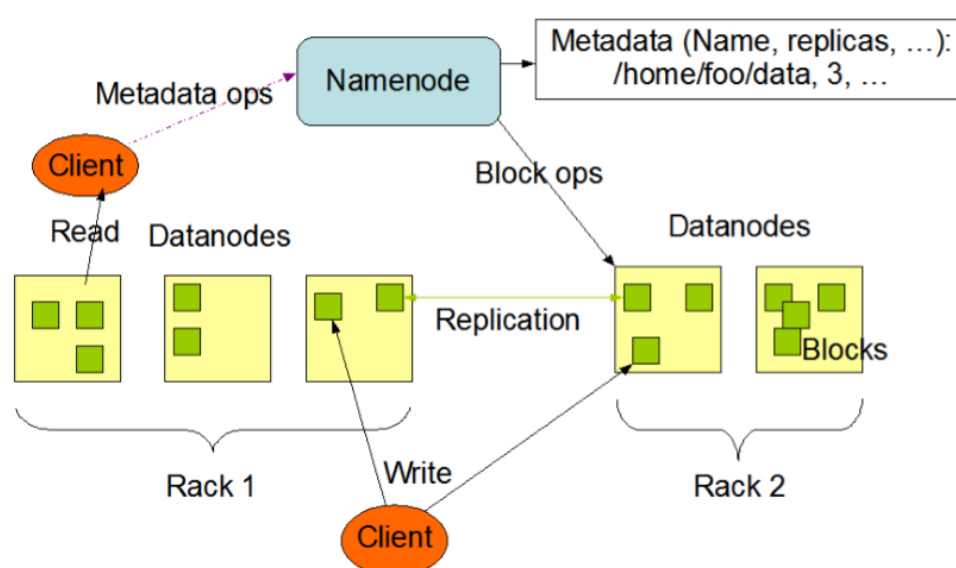 Metadata (Name, replicas, …):
/home/foo/data, 3, …
Namenode
Metadata ops
Client
Block ops
Read
Datanodes
Datanodes
Replication
Blocks
Rack 1
Write
Rack 2
Client